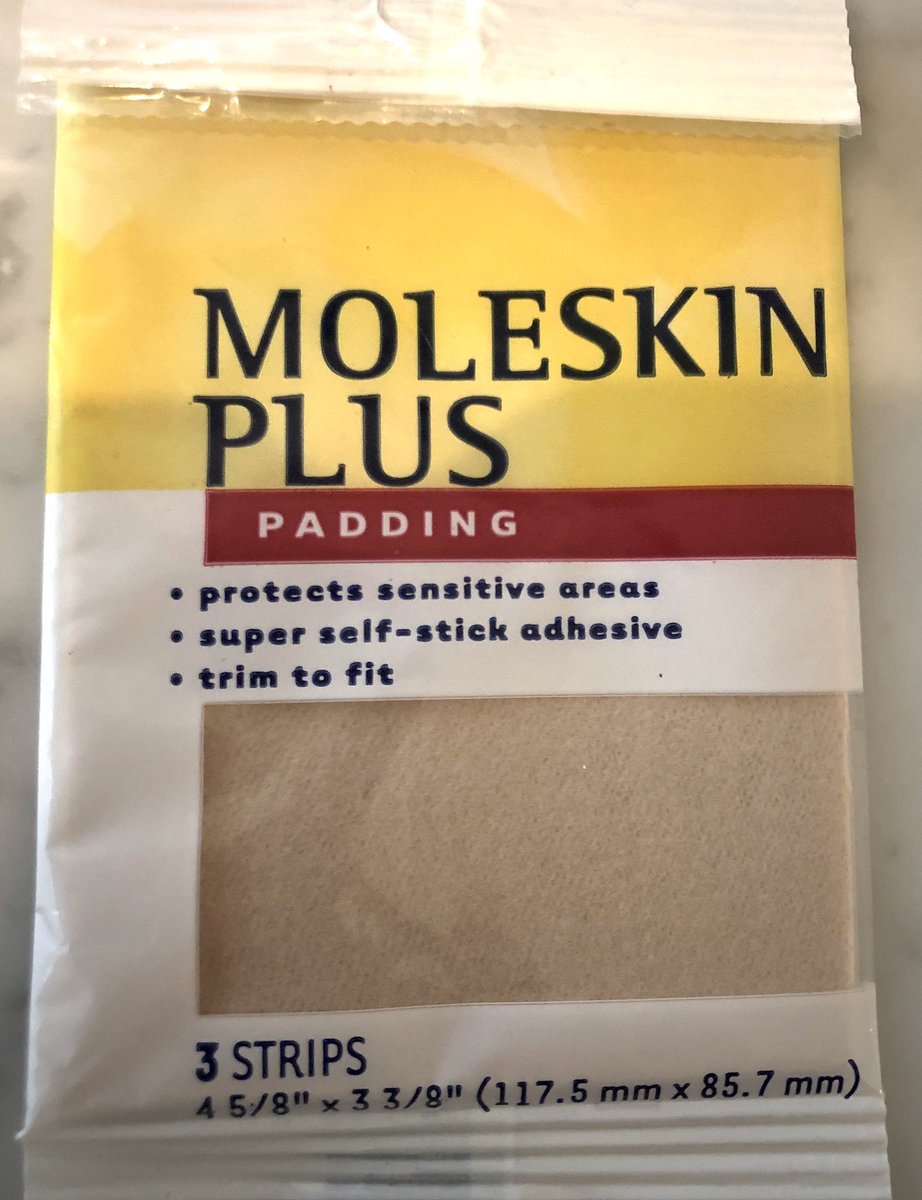 MOLESKIN
PLUS
PADDING
• protects sensitive areas
• super self-stick adhesive
• trim to fit
3 STRIPS
4 5/8" x 3 3/8" (117.5 mm x 85.7 mm)